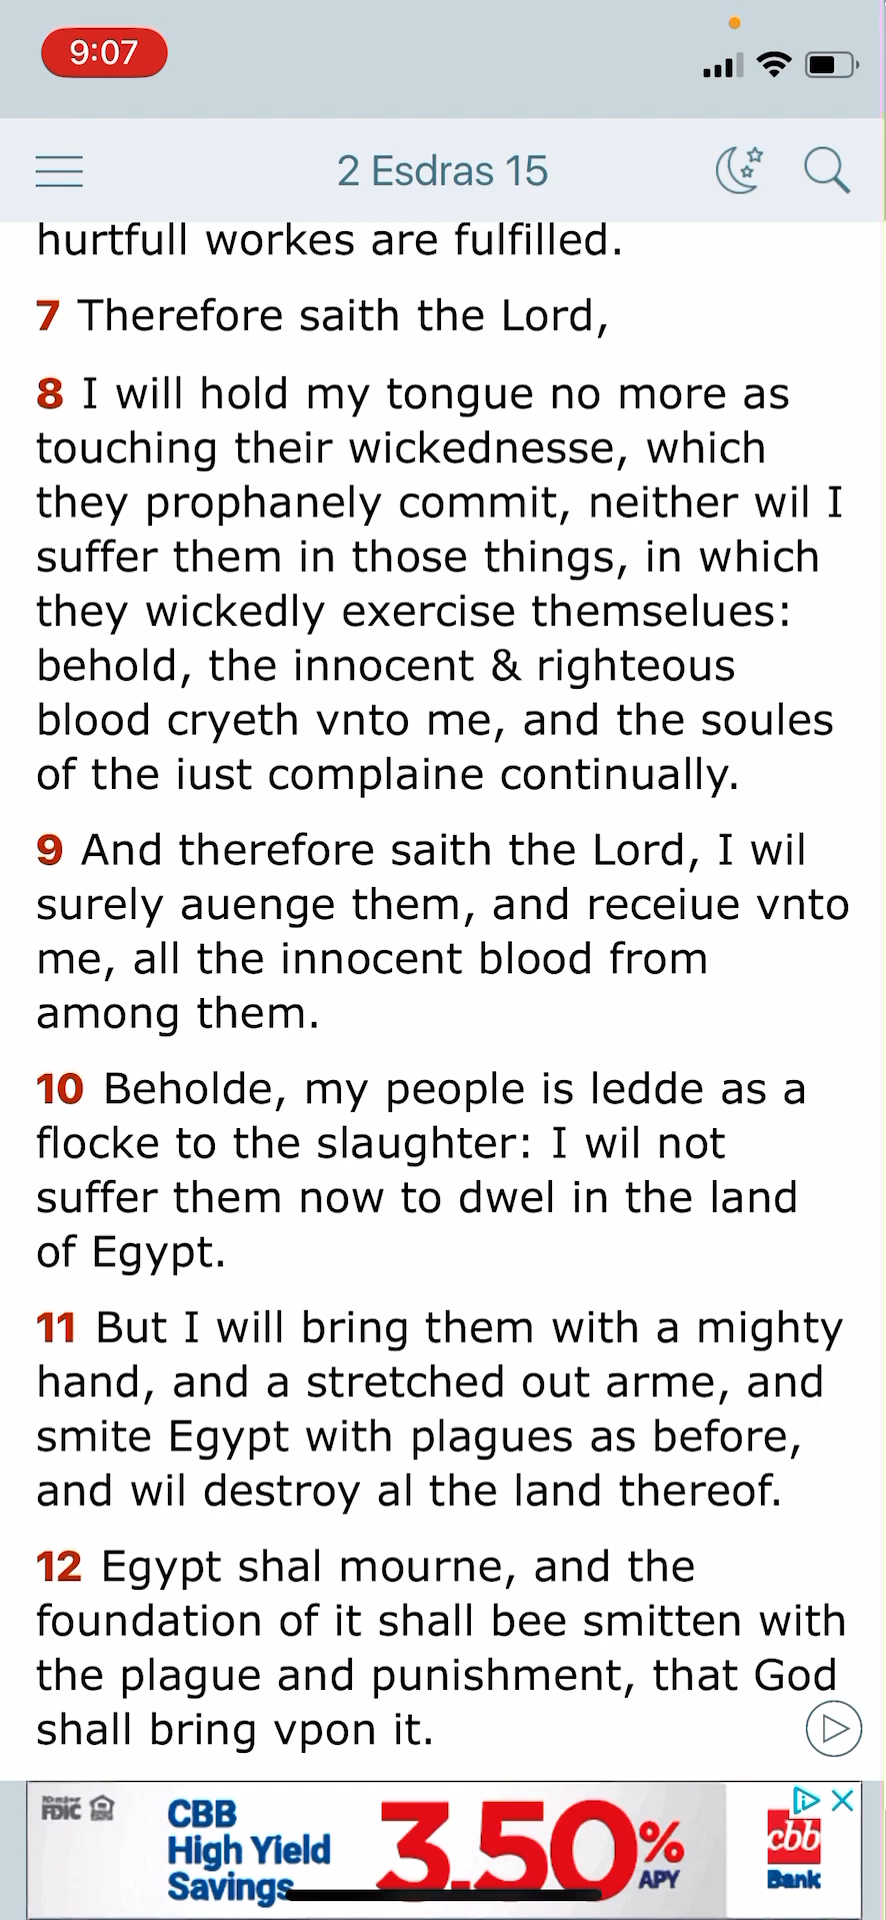 9:07
2 Esdras 15
hurtfull workes are fulfilled.
7 Therefore saith the Lord,
8 I will hold my tongue no more as
touching their wickednesse, which
they prophanely commit, neither wil I
suffer them in those things, in which
they wickedly exercise themselues:
behold, the innocent & righteous
blood cryeth vnto me, and the soules
of the iust complaine continually.
9 And therefore saith the Lord, I wil
surely auenge them, and receiue vnto
me, all the innocent blood from
among them.
10 Beholde, my people is ledde as a
flocke to the slaughter: I wil not
suffer them now to dwel in the land
of Egypt.
11 But I will bring them with a mighty
hand, and a stretched out arme, and
smite Egypt with plagues as before,
and wil destroy al the land thereof.
12 Egypt shal mourne, and the
foundation of it shall bee smitten with
the plague and punishment, that God
shall bring vpon it.
FDIC
CBB
High Yield
Savings
3.50%
APY
cbb
Bank